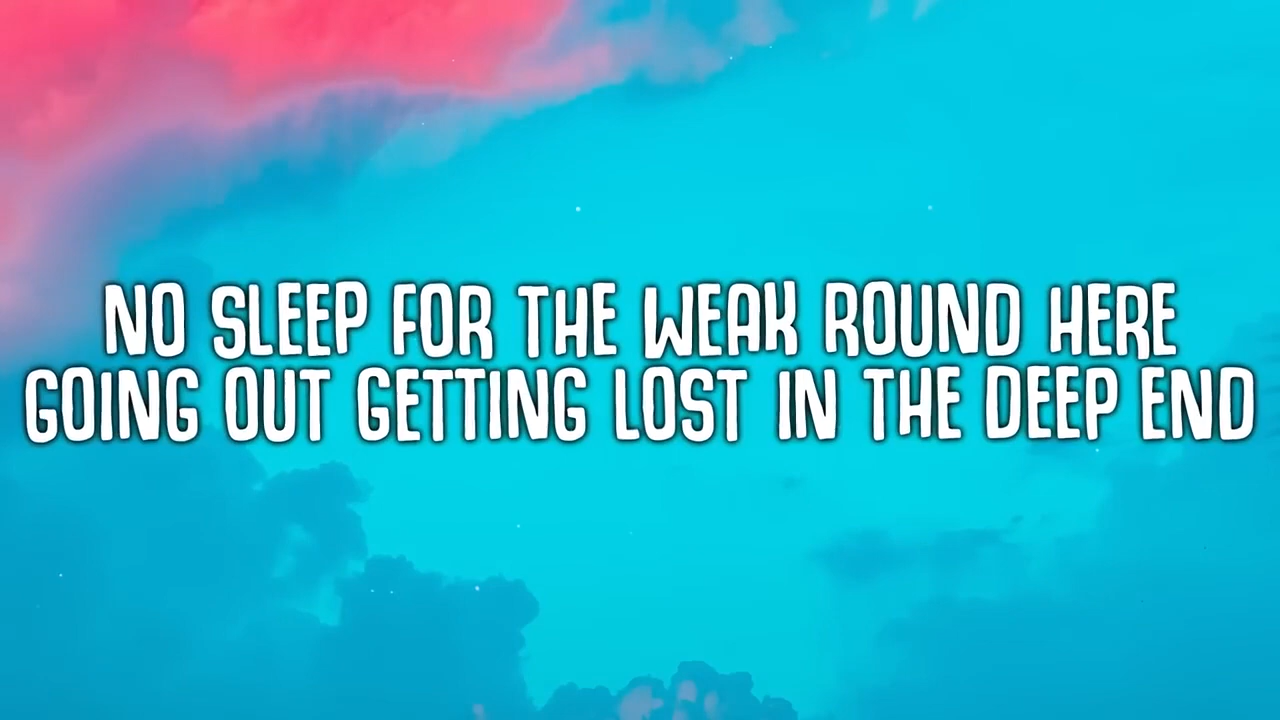 NO SLEEP FOR THE WEAK ROUND HERE
GOING OUT GETTING LOST IN THE DEEP END